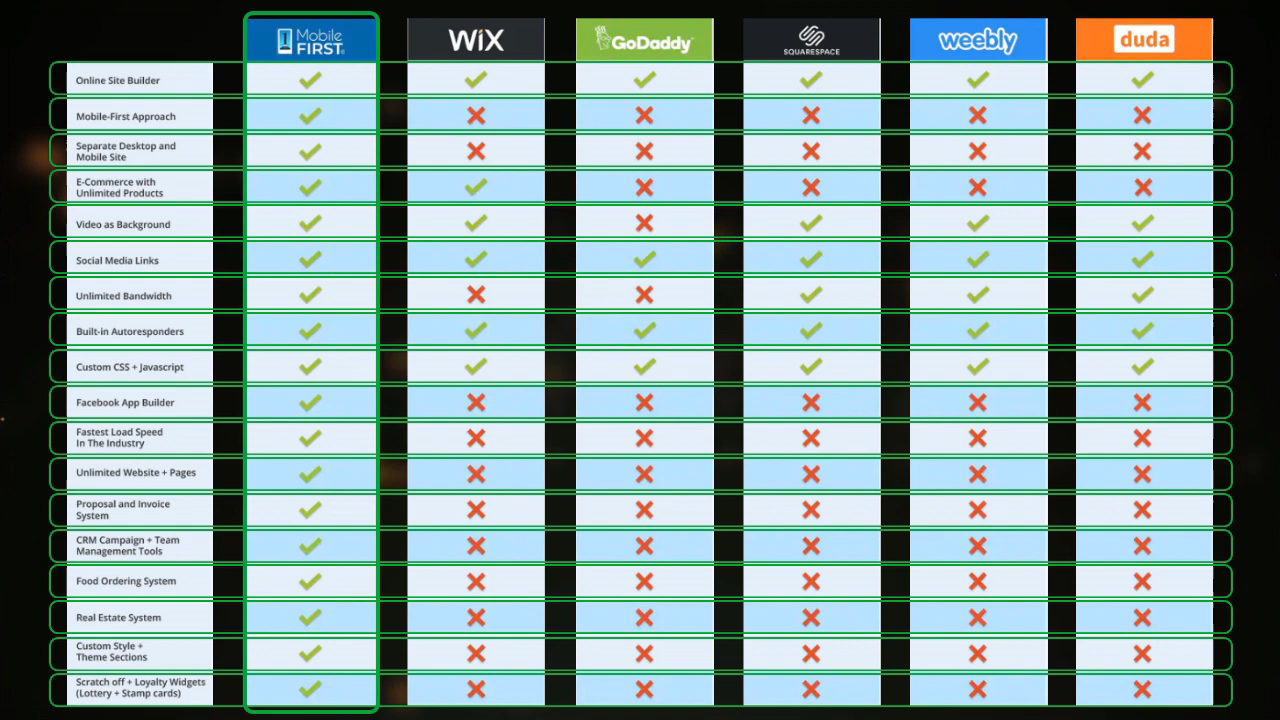 Mobile
FIRST
WiX
GoDaddy
SQUARESPACE
weebly
duda
Online Site Builder
Mobile-First Approach
Separate Desktop and
Mobile Site
E-Commerce with
Unlimited Products
Video as Background
Social Media Links
Unlimited Bandwidth
Built-in Autoresponders
Custom CSS + Javascript
Facebook App Builder
Fastest Load Speed
In The Industry
Unlimited Website + Pages
Proposal and Invoice
System
CRM Campaign + Team
Management Tools
Food Ordering System
Real Estate System
Custom Style +
Theme Sections
Scratch off + Loyalty Widgets
(Lottery + Stamp cards)